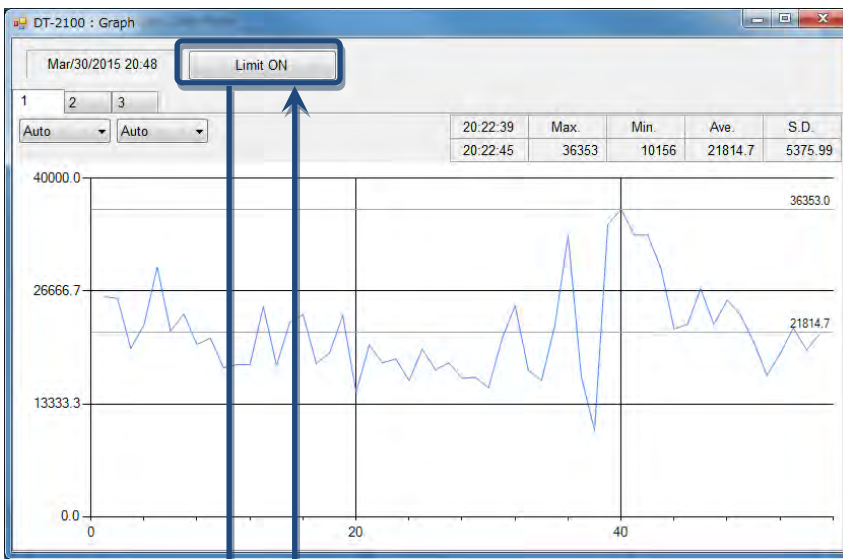 DT-2100 : Graph
Mar/30/2015 20:48
Limit ON
1 2 3
Auto Auto
20:22:39 Max. Min. Ave. S.D.
20:22:45 36353 10156 21814.7 5375.99
40000.0
36353.0
26666.7
21814.7
13333.3
0.0
0 20 40